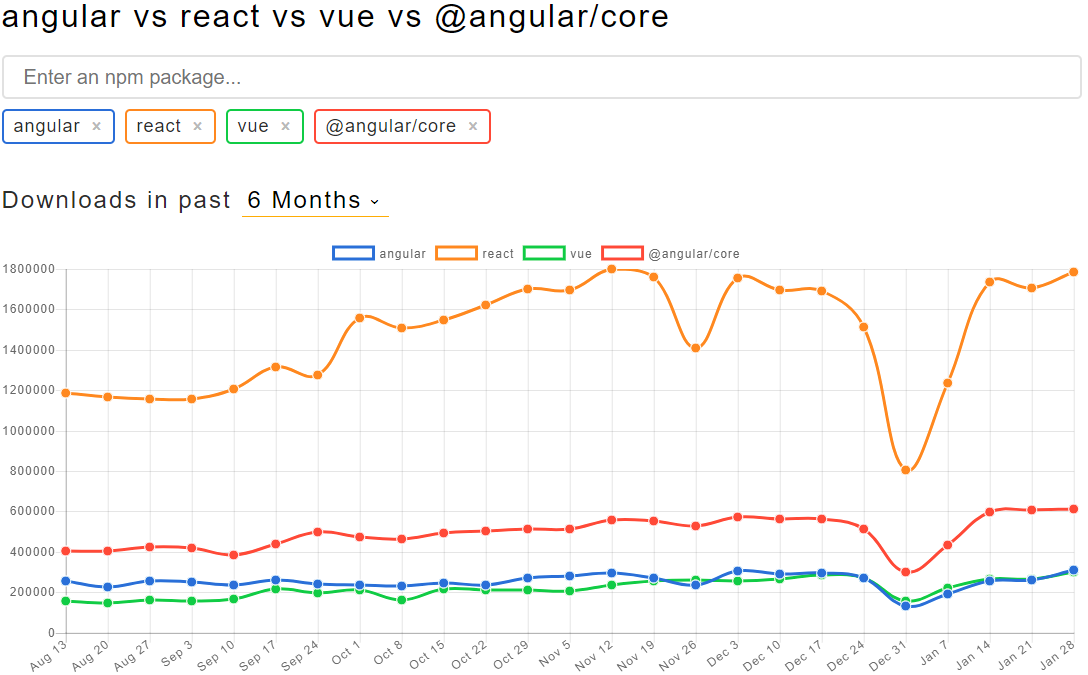 angular vs react vs vue vs @angular/core
Enter an npm package...
angular × react × vue × @angular/core ×
Downloads in past 6 Months ⌄
angular react vue @angular/core
1800000
1600000
1400000
1200000
1000000
800000
600000
400000
200000
0
Aug 13 Aug 20 Aug 27 Sep 3 Sep 10 Sep 17 Sep 24 Oct 1 Oct 8 Oct 15 Oct 22 Oct 29 Nov 5 Nov 12 Nov 19 Nov 26 Dec 3 Dec 10 Dec 17 Dec 24 Dec 31 Jan 7 Jan 14 Jan 21 Jan 28